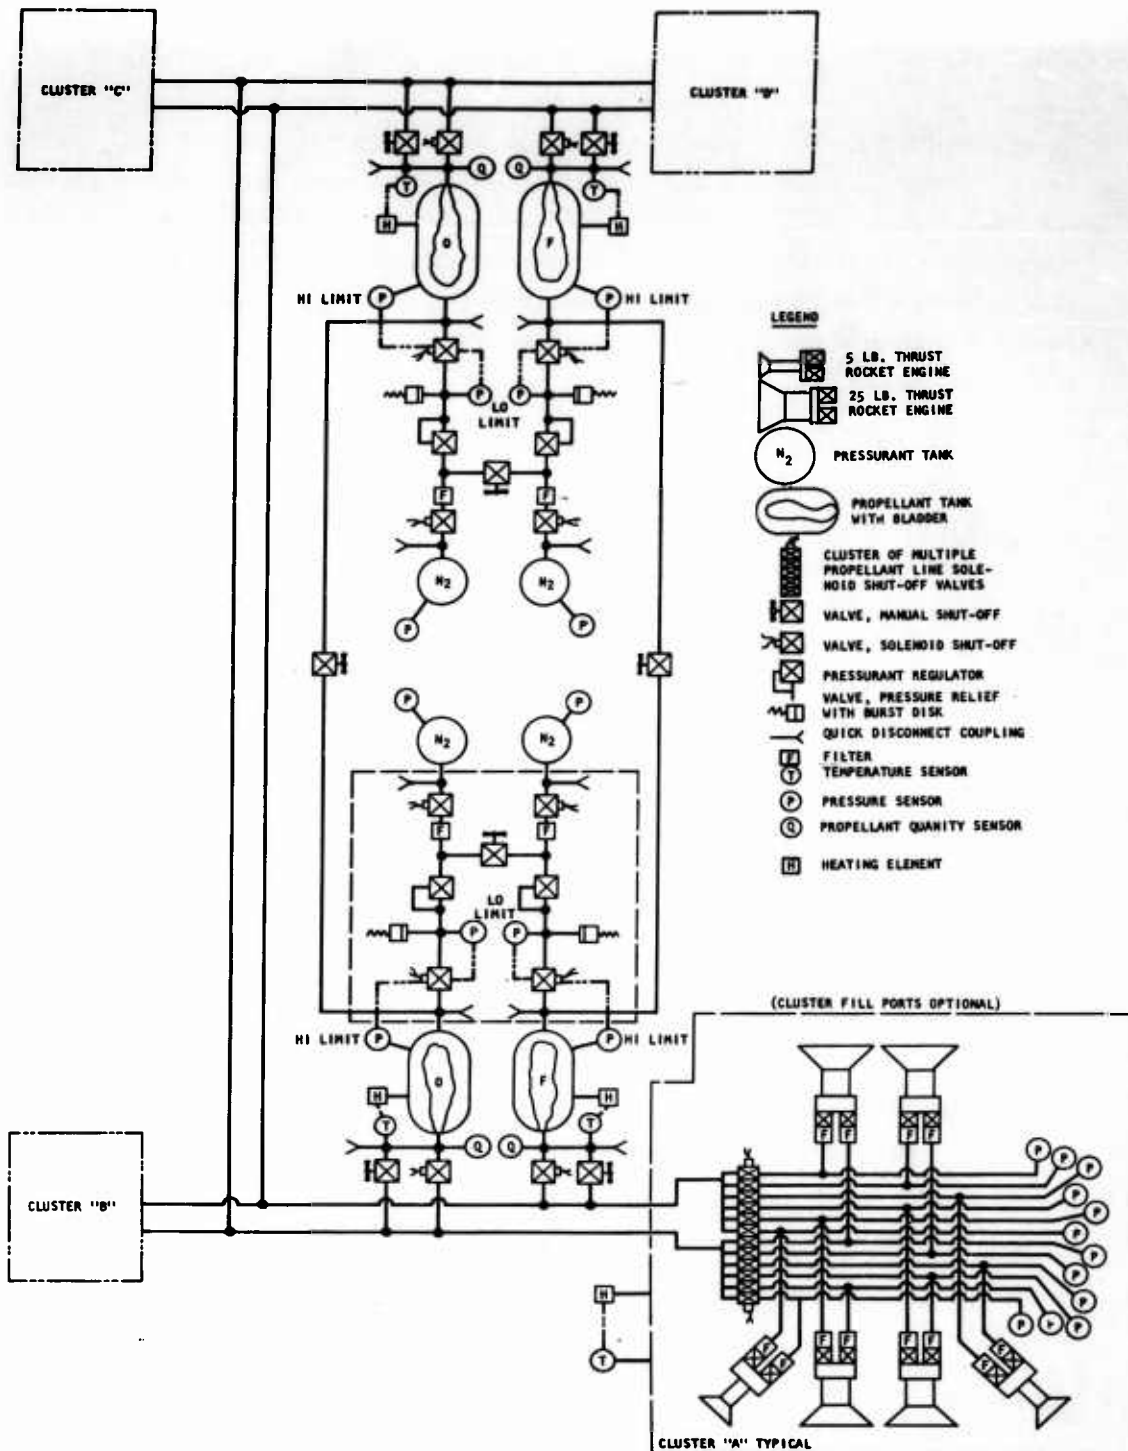 CLUSTER "C"
CLUSTER "D"
Q
Q
T
T
H
H
O
F
HI LIMIT
P
P
HI LIMIT
P
P
LO
LIMIT
F
F
N2
N2
P
P
P
P
N2
N2
F
F
LO
LIMIT
P
P
HI LIMIT
P
P
HI LIMIT
O
F
H
H
T
T
Q
Q
CLUSTER "B"
H
T
LEGEND
5 LB. THRUST
ROCKET ENGINE
25 LB. THRUST
ROCKET ENGINE
N2
PRESSURANT TANK
PROPELLANT TANK
WITH BLADDER
CLUSTER OF MULTIPLE
PROPELLANT LINE SOLE-
NOID SHUT-OFF VALVES
VALVE, MANUAL SHUT-OFF
VALVE, SOLENOID SHUT-OFF
PRESSURANT REGULATOR
VALVE, PRESSURE RELIEF
WITH BURST DISK
QUICK DISCONNECT COUPLING
F FILTER
T TEMPERATURE SENSOR
P PRESSURE SENSOR
Q PROPELLANT QUANITY SENSOR
H HEATING ELEMENT
(CLUSTER FILL PORTS OPTIONAL)
F F F F
P
P
P
P
P
P
P
P
P
P
P
P
F F F F F F F F
CLUSTER "A" TYPICAL